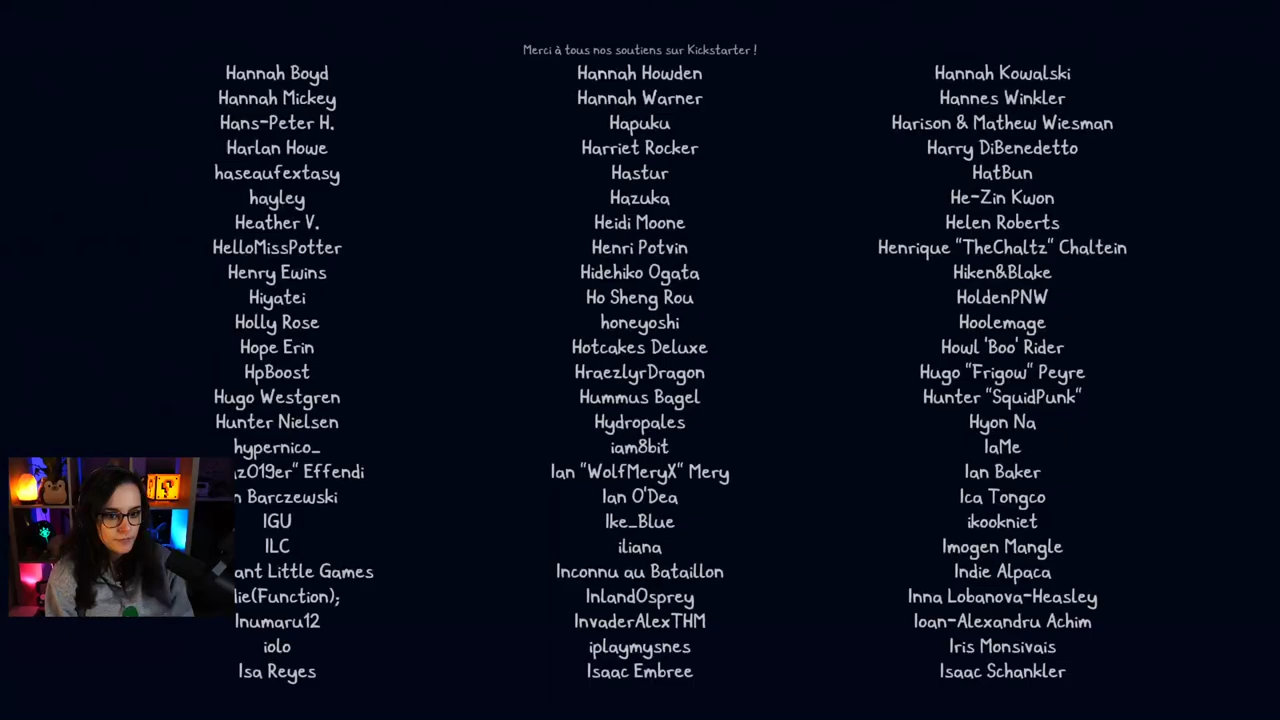 Merci à tous nos soutiens sur Kickstarter !
Hannah Boyd Hannah Howden Hannah Kowalski
Hannah Mickey Hannah Warner Hannes Winkler
Hans-Peter H. Hapuku Harison & Mathew Wiesman
Harlan Howe Harriet Rocker Harry DiBenedetto
haseaufextasy Hastur HatBun
hayley Hazuka He-Zin Kwon
Heather V. Heidi Moone Helen Roberts
HelloMissPotter Henri Potvin Henrique "TheChaltz" Chaltein
Henry Ewins Hidehiko Ogata Hiken&Blake
Hiyatei Ho Sheng Rou HoldenPNW
Holly Rose honeyoshi Hoolemage
Hope Erin Hotcakes Deluxe Howl 'Boo' Rider
HpBoost HraezlyrDragon Hugo "Frigow" Peyre
Hugo Westgren Hummus Bagel Hunter "SquidPunk"
Hunter Nielsen Hydropales Hyon Na
hypernico_ iam8bit IaMe
Effendi Ian "WolfMeryX" Mery Ian Baker
Barczewski Ian O'Dea Ica Tongco
IGU Ike_Blue ikookniet
ILC iliana Imogen Mangle
Little Games Inconnu au Bataillon Indie Alpaca
InlandOsprey Inna Lobanova-Heasley
Inumaru12 InvaderAlexTHM Ioan-Alexandru Achim
iolo iplaymysnes Iris Monsivais
Isa Reyes Isaac Embree Isaac Schankler